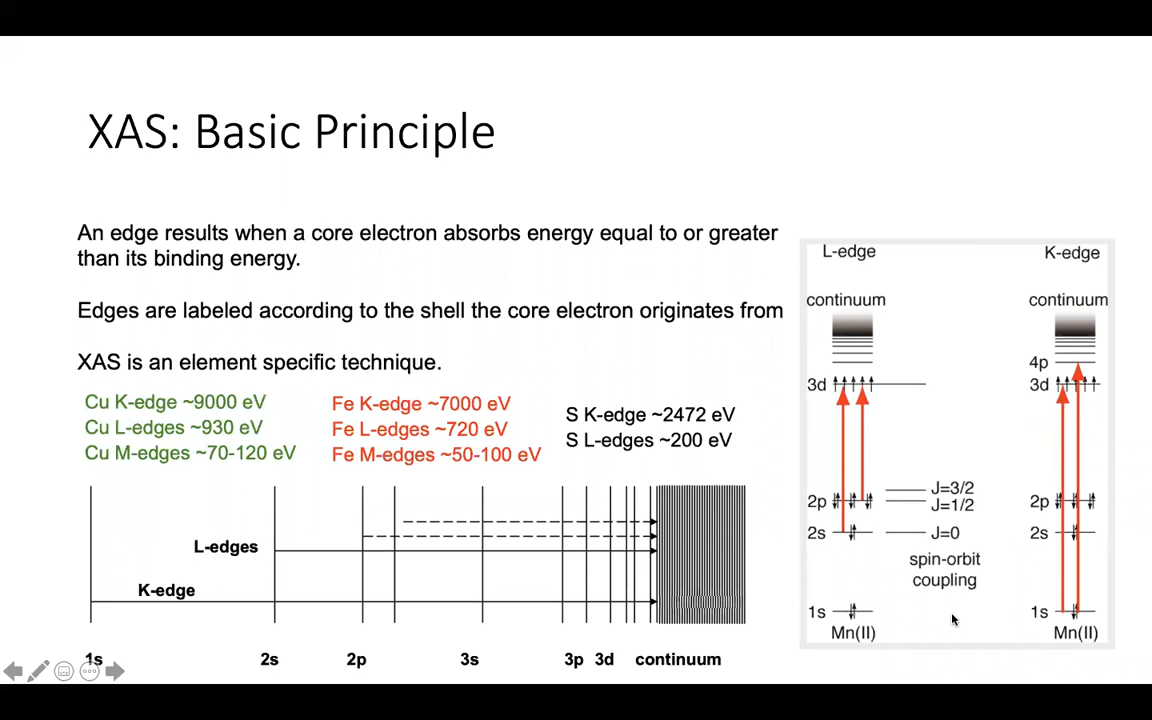 XAS: Basic Principle
An edge results when a core electron absorbs energy equal to or greater
than its binding energy.
Edges are labeled according to the shell the core electron originates from
XAS is an element specific technique.
Cu K-edge ~9000 eV
Cu L-edges ~930 eV
Cu M-edges ~70-120 eV
Fe K-edge ~7000 eV
Fe L-edges ~720 eV
Fe M-edges ~50-100 eV
S K-edge ~2472 eV
S L-edges ~200 eV
L-edges
K-edge
1s 2s 2p 3s 3p 3d continuum
L-edge
continuum
3d
2p
J=3/2
J=1/2
2s
J=0
spin-orbit
coupling
1s
Mn(II)
K-edge
continuum
4p
3d
2p
2s
1s
Mn(II)